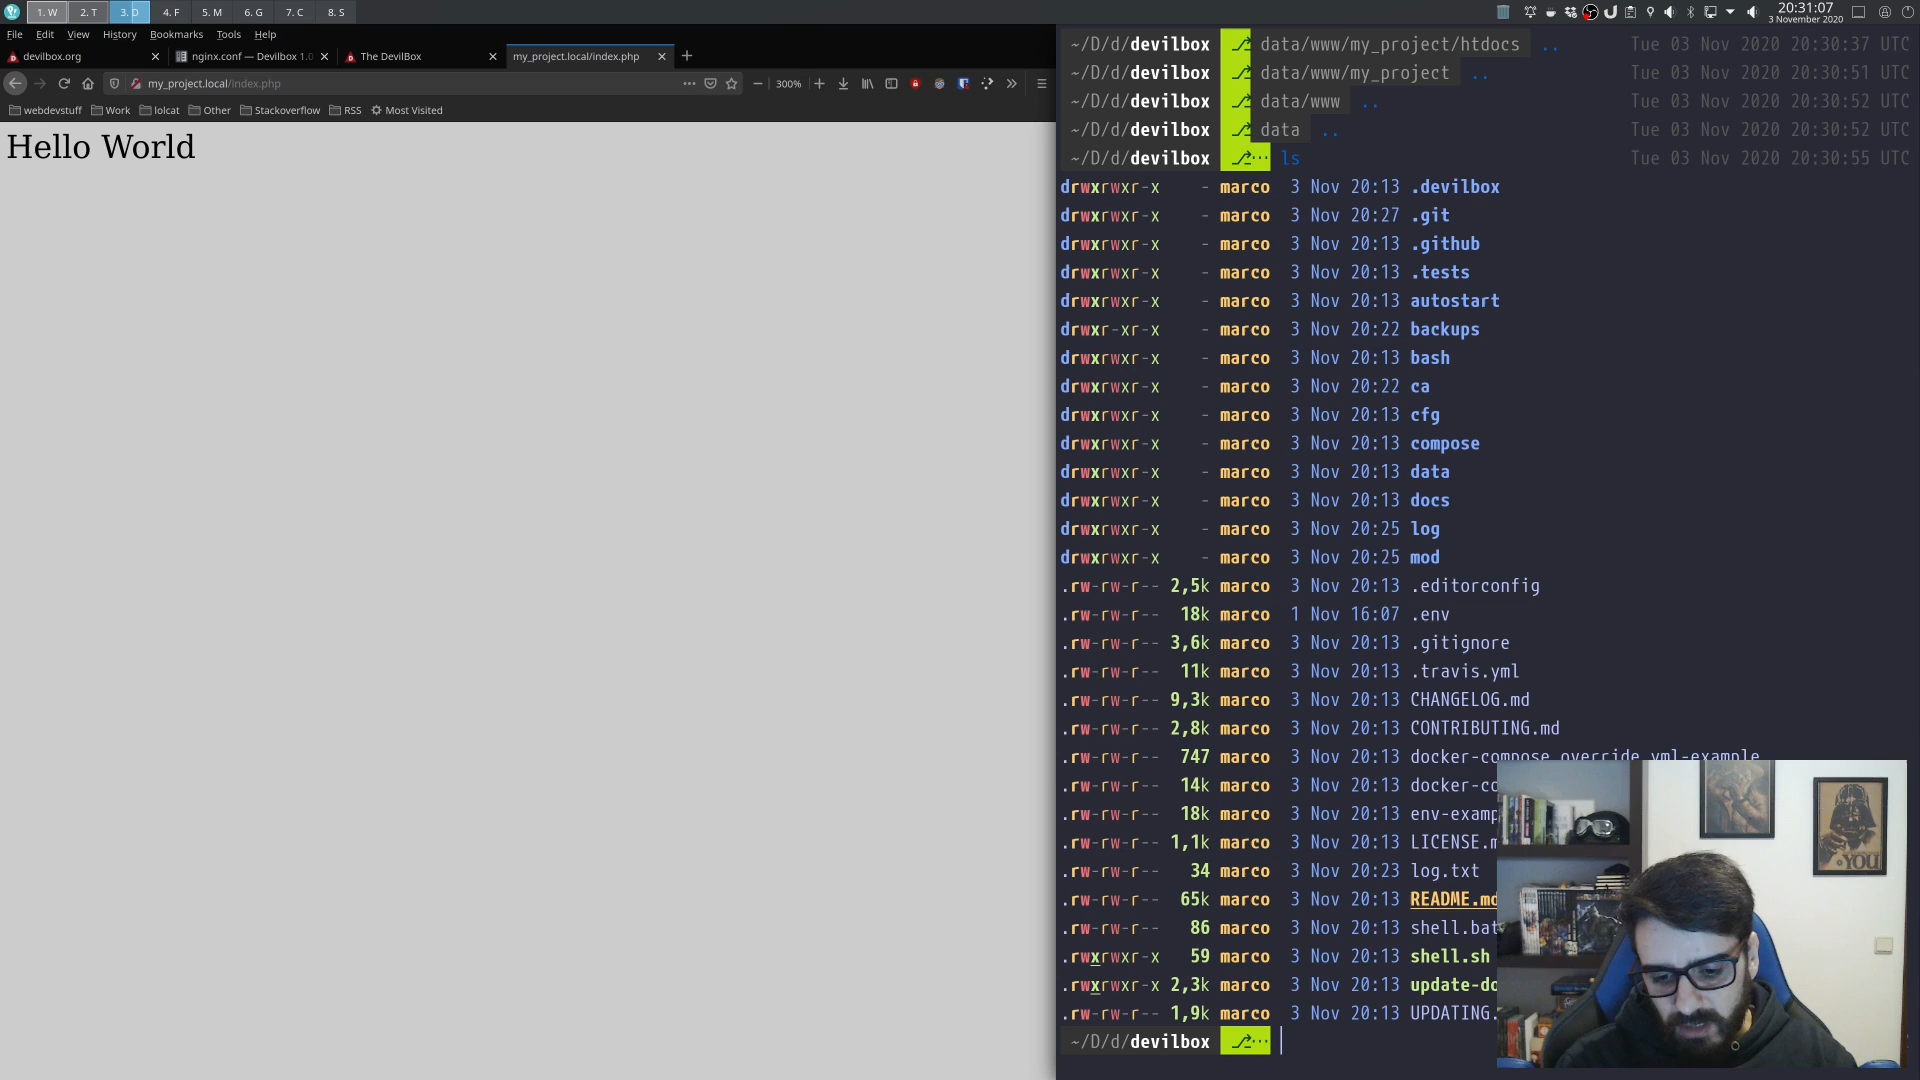 1. W 2. T 3. D 4. F 5. M 6. G 7. C 8. S
20:31:07
3 November 2020
File Edit View History Bookmarks Tools Help
devilbox.org nginx.conf — Devilbox 1.0 The DevilBox my_project.local/index.php
my_project.local/index.php 300%
webdevstuff Work lolcat Other Stackoverflow RSS Most Visited
Hello World
~/D/d/devilbox data/www/my_project/htdocs .. Tue 03 Nov 2020 20:30:37 UTC
~/D/d/devilbox data/www/my_project .. Tue 03 Nov 2020 20:30:51 UTC
~/D/d/devilbox data/www .. Tue 03 Nov 2020 20:30:52 UTC
~/D/d/devilbox data .. Tue 03 Nov 2020 20:30:52 UTC
~/D/d/devilbox ls Tue 03 Nov 2020 20:30:55 UTC
drwxrwxr-x - marco 3 Nov 20:13 .devilbox
drwxrwxr-x - marco 3 Nov 20:27 .git
drwxrwxr-x - marco 3 Nov 20:13 .github
drwxrwxr-x - marco 3 Nov 20:13 .tests
drwxrwxr-x - marco 3 Nov 20:13 autostart
drwxr-xr-x - marco 3 Nov 20:22 backups
drwxrwxr-x - marco 3 Nov 20:13 bash
drwxrwxr-x - marco 3 Nov 20:22 ca
drwxrwxr-x - marco 3 Nov 20:13 cfg
drwxrwxr-x - marco 3 Nov 20:13 compose
drwxrwxr-x - marco 3 Nov 20:13 data
drwxrwxr-x - marco 3 Nov 20:13 docs
drwxrwxr-x - marco 3 Nov 20:25 log
drwxrwxr-x - marco 3 Nov 20:25 mod
.rw-rw-r-- 2,5k marco 3 Nov 20:13 .editorconfig
.rw-rw-r-- 18k marco 1 Nov 16:07 .env
.rw-rw-r-- 3,6k marco 3 Nov 20:13 .gitignore
.rw-rw-r-- 11k marco 3 Nov 20:13 .travis.yml
.rw-rw-r-- 9,3k marco 3 Nov 20:13 CHANGELOG.md
.rw-rw-r-- 2,8k marco 3 Nov 20:13 CONTRIBUTING.md
.rw-rw-r-- 747 marco 3 Nov 20:13 docker-compose.override.yml-example
.rw-rw-r-- 14k marco 3 Nov 20:13 docker-co
.rw-rw-r-- 18k marco 3 Nov 20:13 env-examp
.rw-rw-r-- 1,1k marco 3 Nov 20:13 LICENSE.m
.rw-rw-r-- 34 marco 3 Nov 20:23 log.txt
.rw-rw-r-- 65k marco 3 Nov 20:13 README.md
.rw-rw-r-- 86 marco 3 Nov 20:13 shell.bat
.rwxrwxr-x 59 marco 3 Nov 20:13 shell.sh
.rwxrwxr-x 2,3k marco 3 Nov 20:13 update-do
.rw-rw-r-- 1,9k marco 3 Nov 20:13 UPDATING.
~/D/d/devilbox
YOU